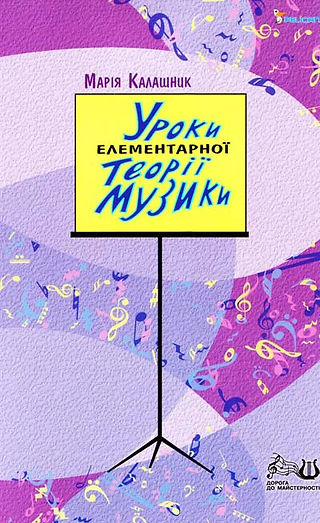 МАРІЯ КАЛАШНИК
УРОКИ
ЕЛЕМЕНТАРНОЇ
ТЕОРІЇ
МУЗИКИ
ДОРОГА
ДО МАЙСТЕРНОСТІ